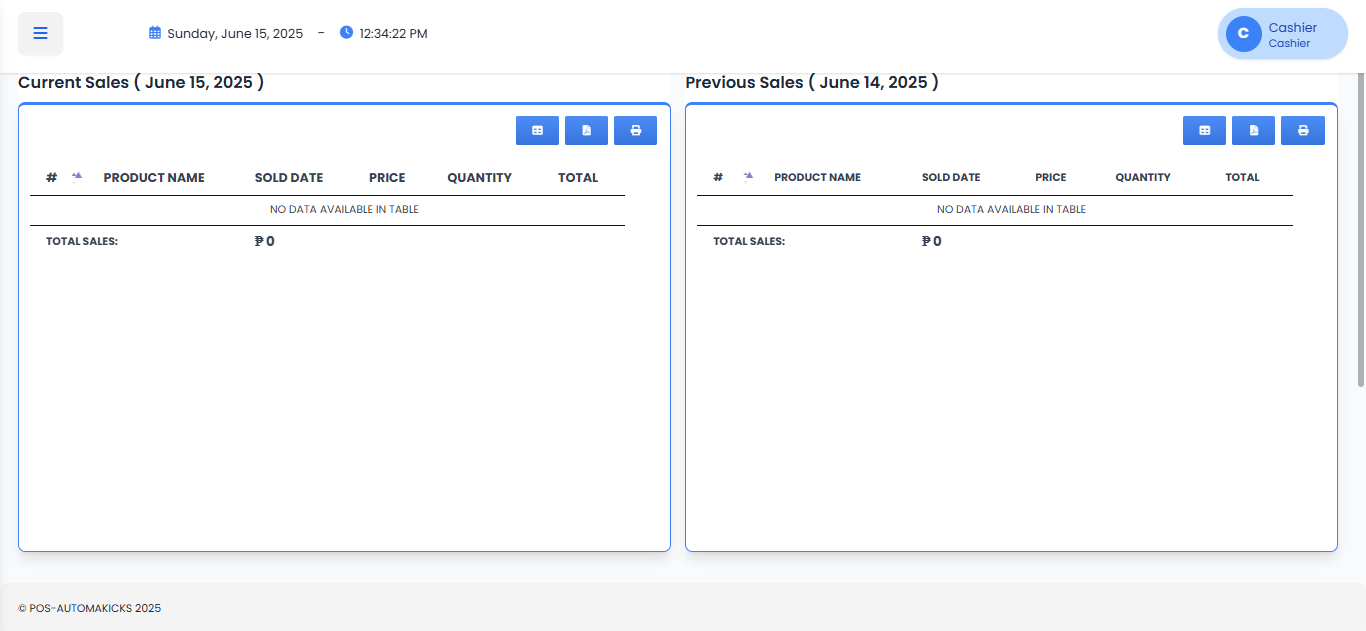 Sunday, June 15, 2025 - 12:34:22 PM
C Cashier
Cashier
Current Sales ( June 15, 2025 )
# PRODUCT NAME SOLD DATE PRICE QUANTITY TOTAL
NO DATA AVAILABLE IN TABLE
TOTAL SALES: ₱ 0
Previous Sales ( June 14, 2025 )
# PRODUCT NAME SOLD DATE PRICE QUANTITY TOTAL
NO DATA AVAILABLE IN TABLE
TOTAL SALES: ₱ 0
© POS-AUTOMAKICKS 2025